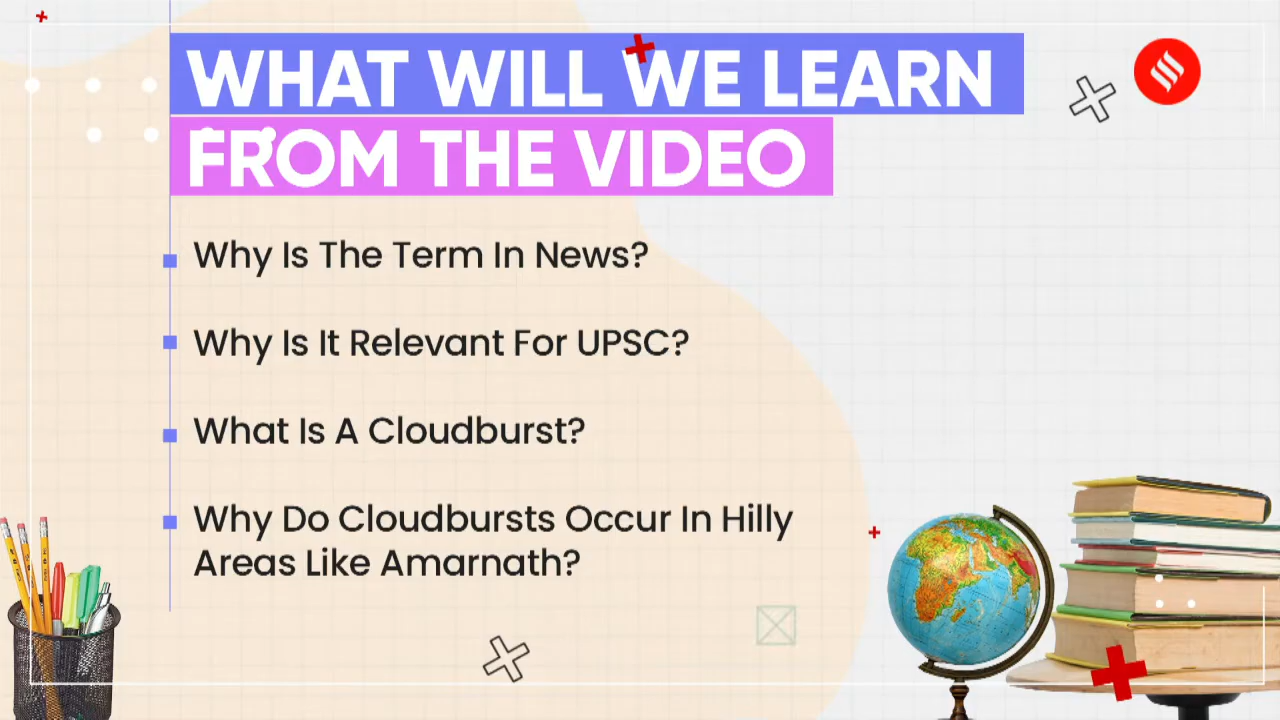 WHAT WILL WE LEARN
FROM THE VIDEO
Why Is The Term In News?
Why Is It Relevant For UPSC?
What Is A Cloudburst?
Why Do Cloudbursts Occur In Hilly
Areas Like Amarnath?